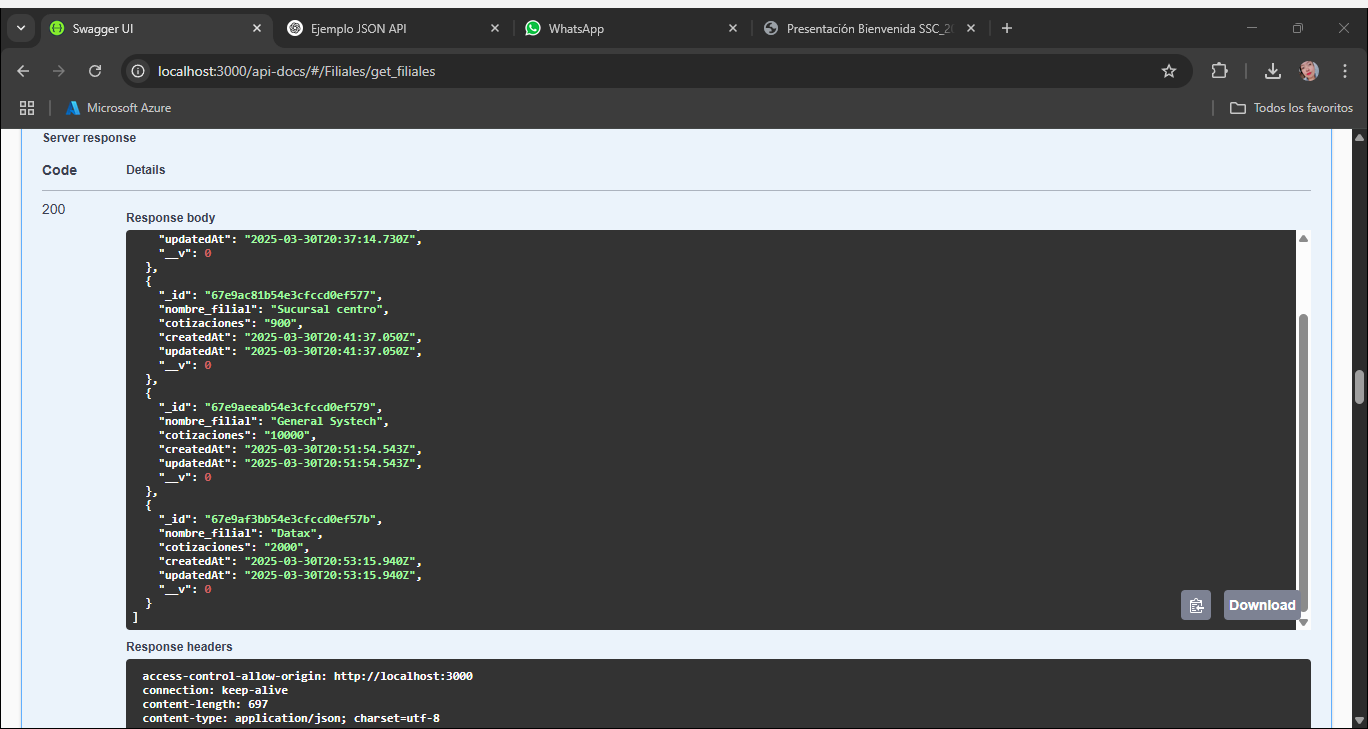 Swagger UI
Ejemplo JSON API
WhatsApp
Presentación Bienvenida SSC_20
localhost:3000/api-docs/#/Filiales/get_filiales
Microsoft Azure
Todos los favoritos
Server response
Code
Details
200
Response body
"updatedAt": "2025-03-30T20:37:14.730Z",
"__v": 0
},
{
"_id": "67e9ac81b54e3cfccd0ef577",
"nombre_filial": "Sucursal centro",
"cotizaciones": "900",
"createdAt": "2025-03-30T20:41:37.050Z",
"updatedAt": "2025-03-30T20:41:37.050Z",
"__v": 0
},
{
"_id": "67e9aeeab54e3cfccd0ef579",
"nombre_filial": "General Systech",
"cotizaciones": "10000",
"createdAt": "2025-03-30T20:51:54.543Z",
"updatedAt": "2025-03-30T20:51:54.543Z",
"__v": 0
},
{
"_id": "67e9af3bb54e3cfccd0ef57b",
"nombre_filial": "Datax",
"cotizaciones": "2000",
"createdAt": "2025-03-30T20:53:15.940Z",
"updatedAt": "2025-03-30T20:53:15.940Z",
"__v": 0
}
]
Download
Response headers
access-control-allow-origin: http://localhost:3000
connection: keep-alive
content-length: 697
content-type: application/json; charset=utf-8